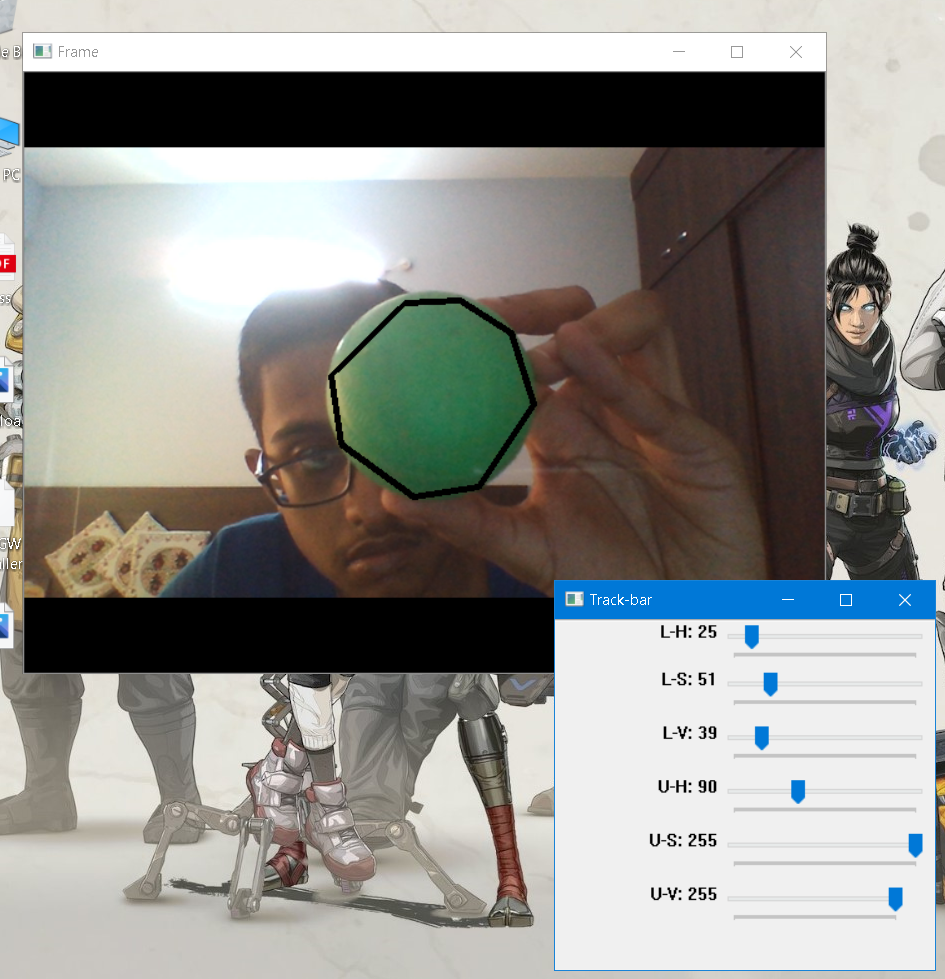 Frame
e B
PC
DF
ss
loa
GW
ller
Track-bar
L-H: 25
L-S: 51
L-V: 39
U-H: 90
U-S: 255
U-V: 255